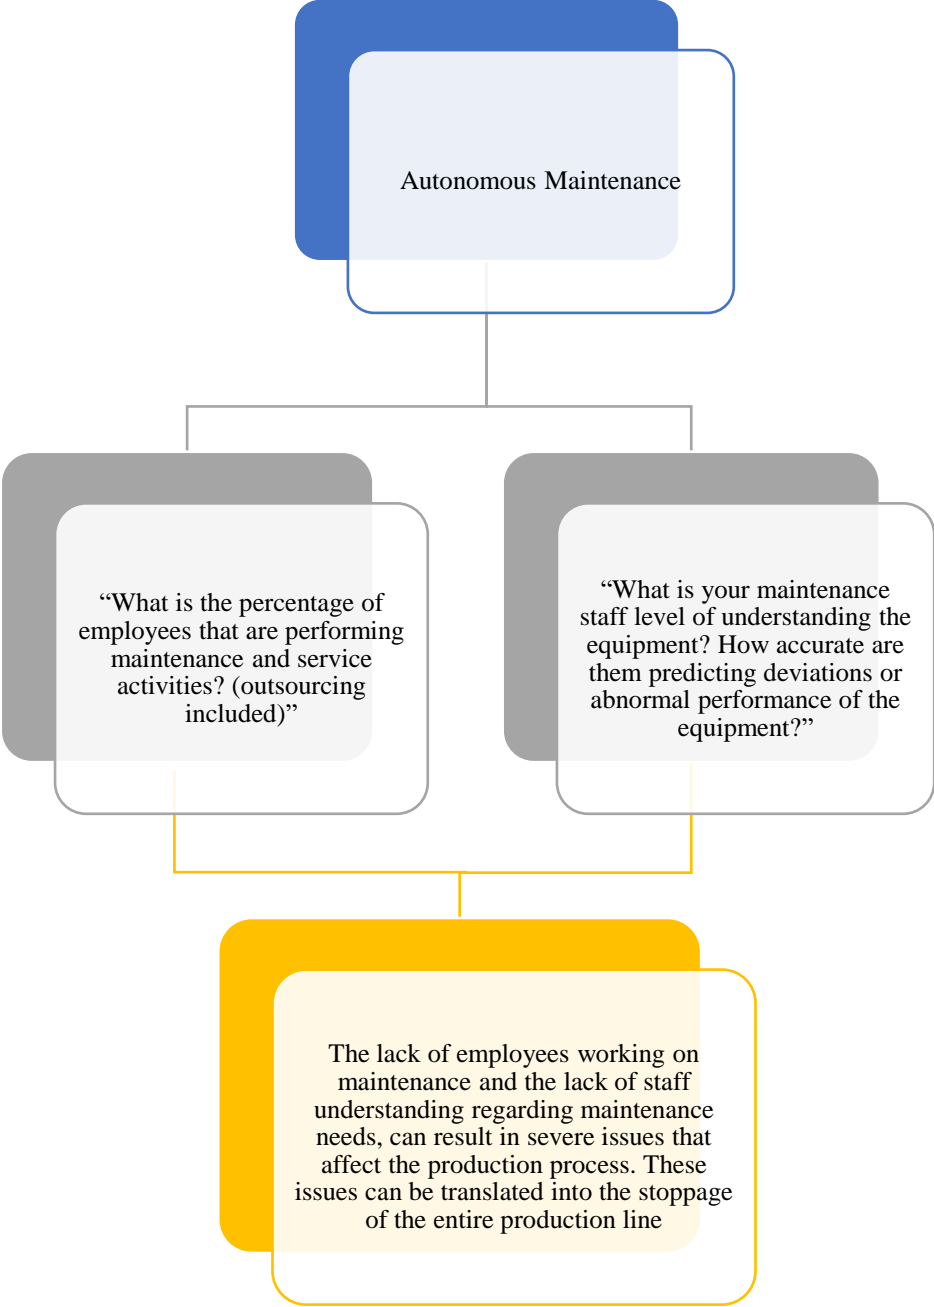 Autonomous Maintenance
“What is the percentage of
employees that are performing
maintenance and service
activities? (outsourcing
included)”
“What is your maintenance
staff level of understanding the
equipment? How accurate are
them predicting deviations or
abnormal performance of the
equipment?”
The lack of employees working on
maintenance and the lack of staff
understanding regarding maintenance
needs, can result in severe issues that
affect the production process. These
issues can be translated into the stoppage
of the entire production line